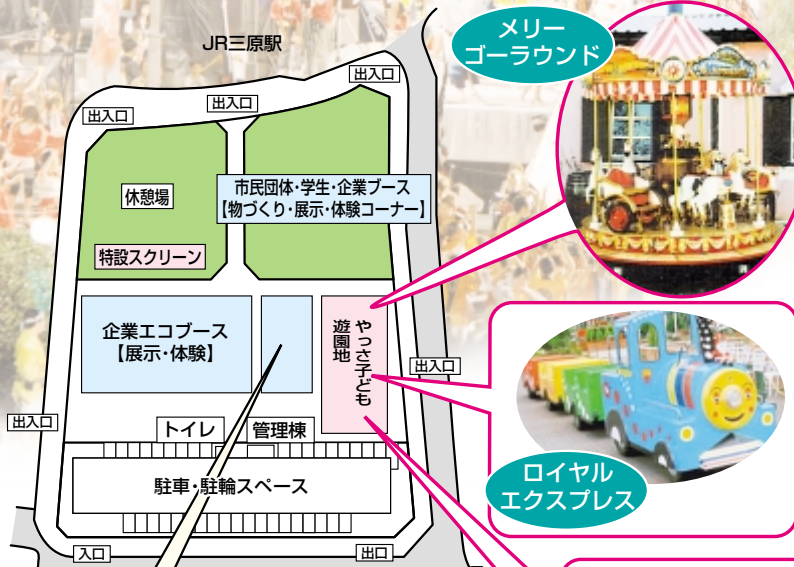 JR三原駅
メリー
ゴーラウンド
出入口
出入口
出入口
休憩場
市民団体・学生・企業ブース
【物づくり・展示・体験コーナー】
特設スクリーン
企業エコブース
【展示・体験】
やっさ子ども
遊園地
出入口
出入口
トイレ
管理棟
駐車・駐輪スペース
ロイヤル
エクスプレス
入口
出口